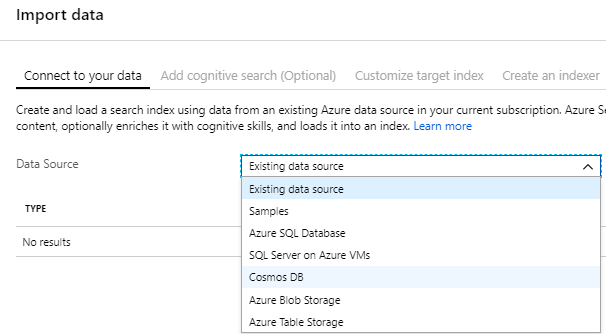 Import data
Connect to your data Add cognitive search (Optional) Customize target index Create an indexer
Create and load a search index using data from an existing Azure data source in your current subscription. Azure Se
content, optionally enriches it with cognitive skills, and loads it into an index. Learn more
Data Source Existing data source
Existing data source
TYPE
Samples
Azure SQL Database
No results
SQL Server on Azure VMs
Cosmos DB
Azure Blob Storage
Azure Table Storage